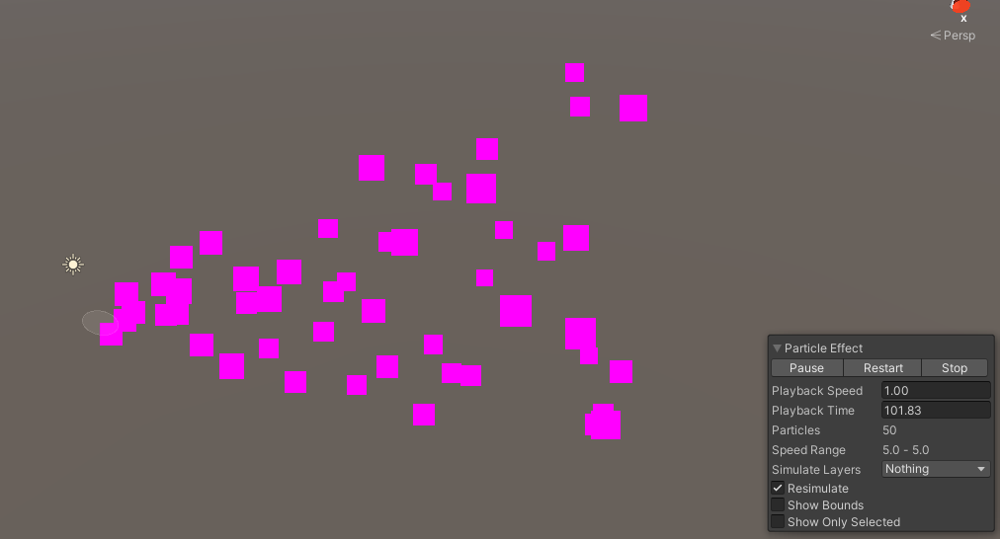 x
Persp
Particle Effect
Pause Restart Stop
Playback Speed 1.00
Playback Time 101.83
Particles 50
Speed Range 5.0 - 5.0
Simulate Layers Nothing
Resimulate
Show Bounds
Show Only Selected